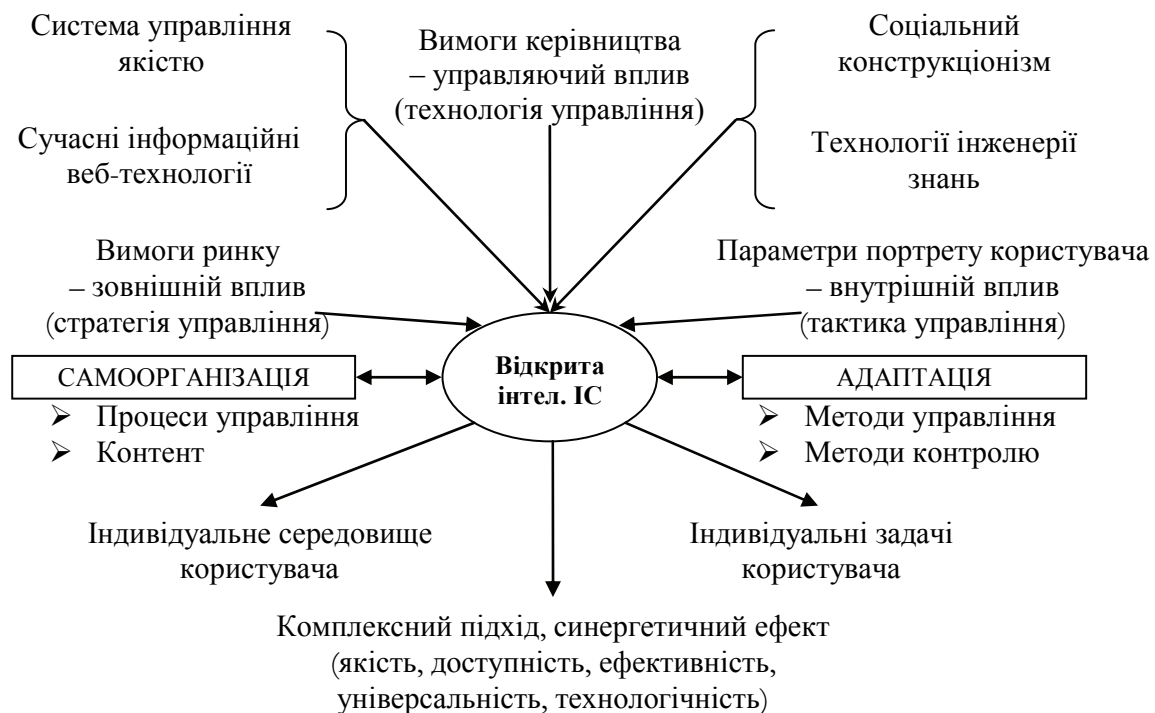 Система управління
якістю
Вимоги керівництва
– управляючий вплив
(технологія управління)
Соціальний
конструкціонізм
Сучасні інформаційні
веб-технології
Технології інженерії
знань
Вимоги ринку
– зовнішній вплив
(стратегія управління)
Параметри портрету користувача
– внутрішній вплив
(тактика управління)
САМООРГАНІЗАЦІЯ
Відкрита
інтел. ІС
АДАПТАЦІЯ
➢ Процеси управління
➢ Контент
➢ Методи управління
➢ Методи контролю
Індивідуальне середовище
користувача
Індивідуальні задачі
користувача
Комплексний підхід, синергетичний ефект
(якість, доступність, ефективність,
універсальність, технологічність)